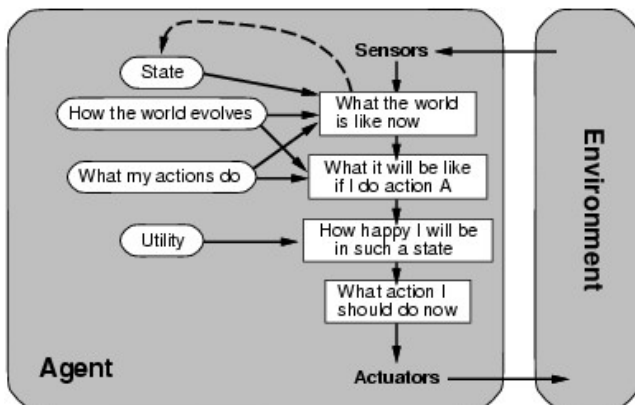 Sensors
State
What the world
is like now
How the world evolves
What it will be like
if I do action A
What my actions do
How happy I will be
in such a state
Utility
What action I
should do now
Agent
Actuators
Environment